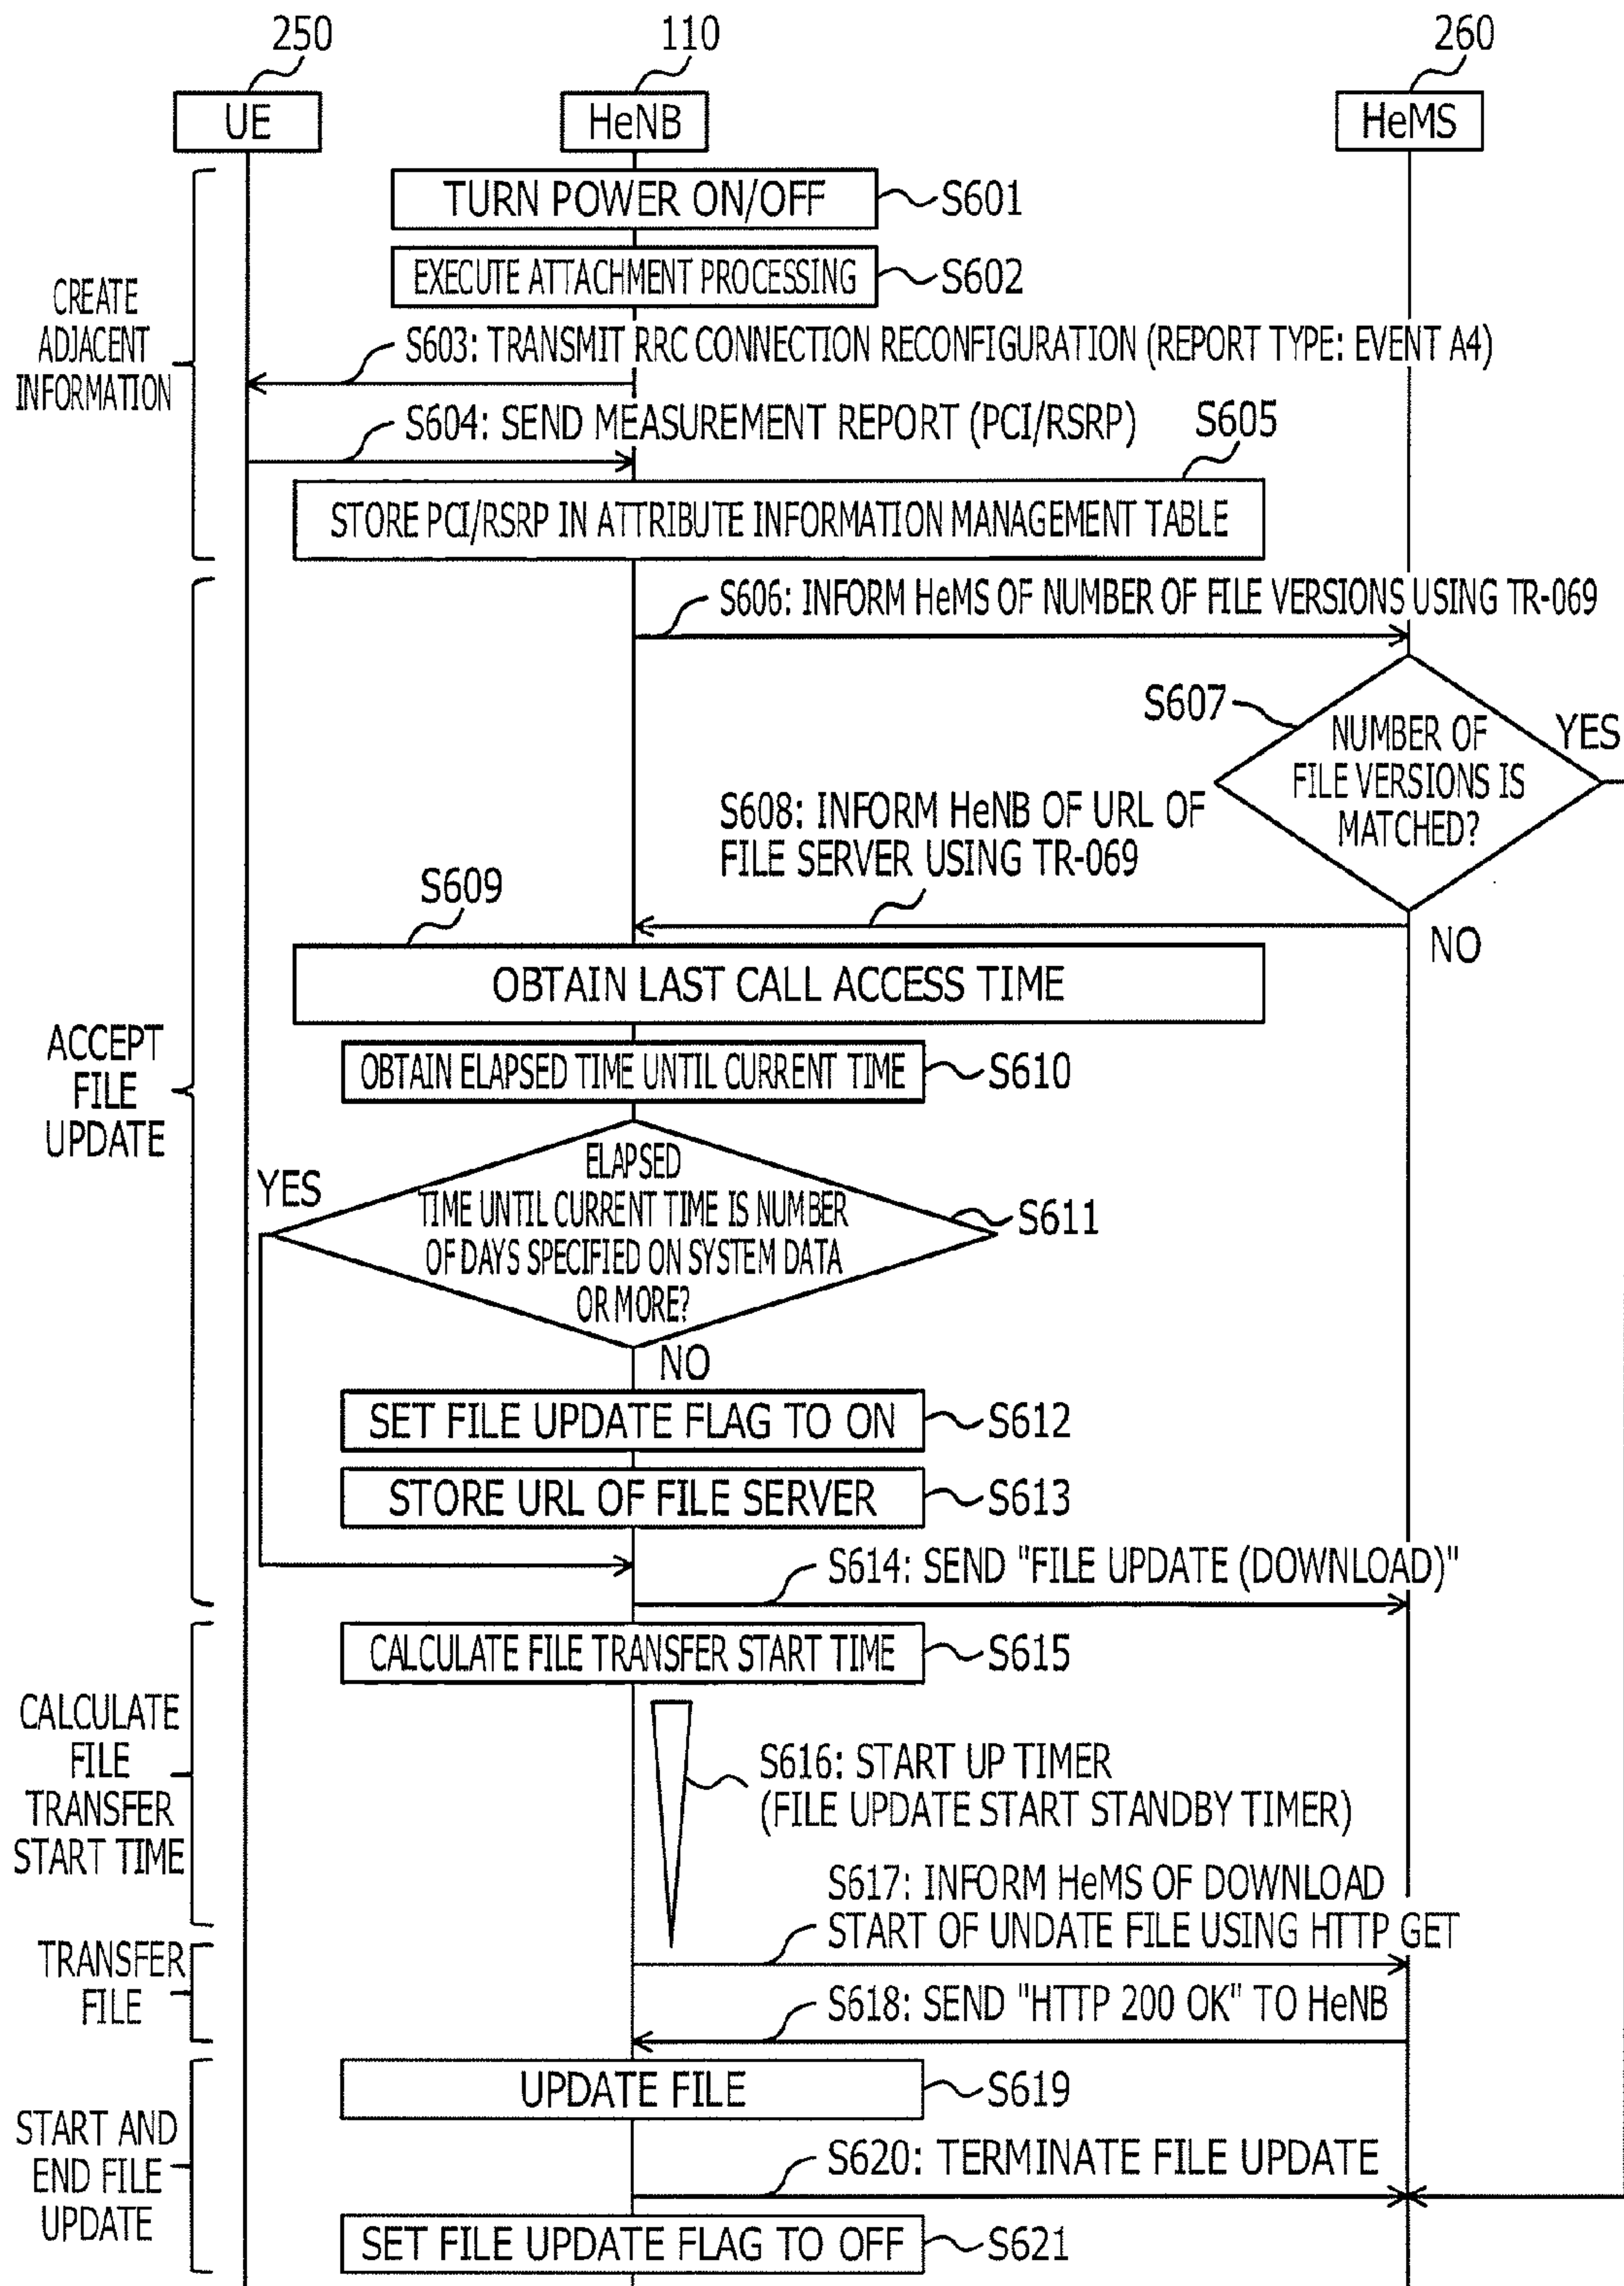 250
110
260
UE
HeNB
HeMS
TURN POWER ON/OFF
S601
EXECUTE ATTACHMENT PROCESSING
S602
CREATE
ADJACENT
INFORMATION
S603: TRANSMIT RRC CONNECTION RECONFIGURATION (REPORT TYPE: EVENT A4)
S604: SEND MEASUREMENT REPORT (PCI/RSRP)
S605
STORE PCI/RSRP IN ATTRIBUTE INFORMATION MANAGEMENT TABLE
S606: INFORM HeMS OF NUMBER OF FILE VERSIONS USING TR-069
S607
NUMBER OF
FILE VERSIONS IS
MATCHED?
YES
NO
S608: INFORM HeNB OF URL OF
FILE SERVER USING TR-069
S609
OBTAIN LAST CALL ACCESS TIME
ACCEPT
FILE
UPDATE
OBTAIN ELAPSED TIME UNTIL CURRENT TIME
S610
YES
ELAPSED
TIME UNTIL CURRENT TIME IS NUMBER
OF DAYS SPECIFIED ON SYSTEM DATA
OR MORE?
S611
NO
SET FILE UPDATE FLAG TO ON
S612
STORE URL OF FILE SERVER
S613
S614: SEND "FILE UPDATE (DOWNLOAD)"
CALCULATE FILE TRANSFER START TIME
S615
CALCULATE
FILE
TRANSFER
START TIME
S616: START UP TIMER
(FILE UPDATE START STANDBY TIMER)
S617: INFORM HeMS OF DOWNLOAD
START OF UNDATE FILE USING HTTP GET
TRANSFER
FILE
S618: SEND "HTTP 200 OK" TO HeNB
UPDATE FILE
S619
START AND
END FILE
UPDATE
S620: TERMINATE FILE UPDATE
SET FILE UPDATE FLAG TO OFF
S621